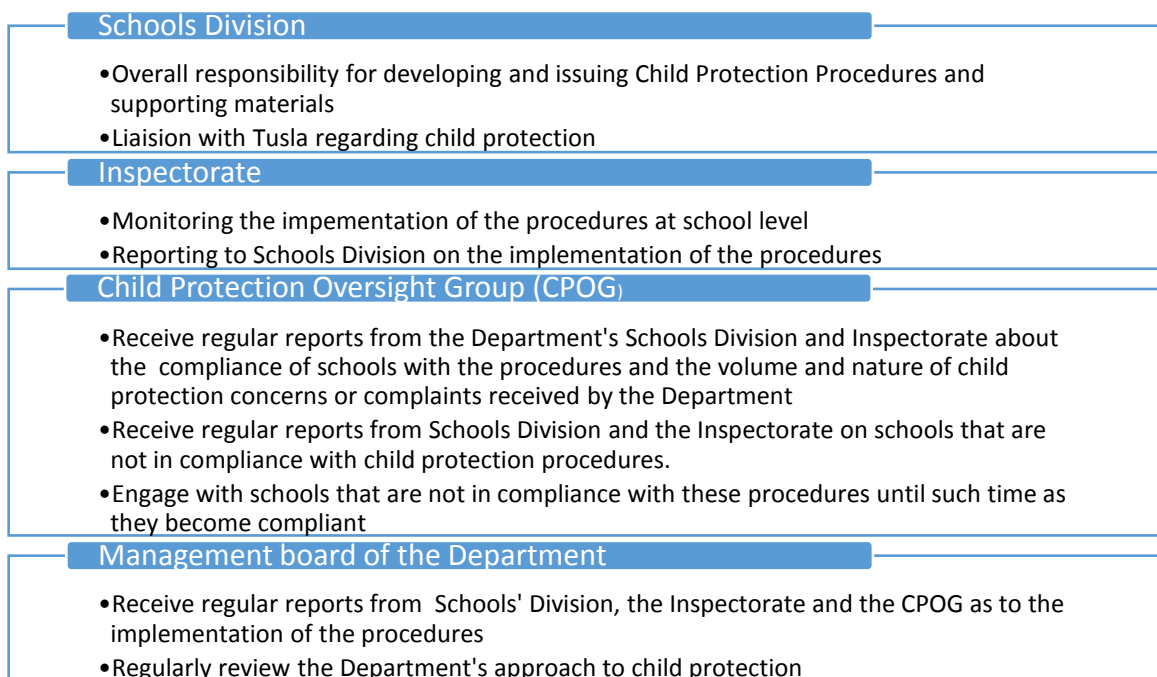 Schools Division
•Overall responsibility for developing and issuing Child Protection Procedures and
supporting materials
•Liaision with Tusla regarding child protection
Inspectorate
•Monitoring the impementation of the procedures at school level
•Reporting to Schools Division on the implementation of the procedures
Child Protection Oversight Group (CPOG)
•Receive regular reports from the Department's Schools Division and Inspectorate about
the compliance of schools with the procedures and the volume and nature of child
protection concerns or complaints received by the Department
•Receive regular reports from Schools Division and the Inspectorate on schools that are
not in compliance with child protection procedures.
•Engage with schools that are not in compliance with these procedures until such time as
they become compliant
Management board of the Department
•Receive regular reports from Schools' Division, the Inspectorate and the CPOG as to the
implementation of the procedures
•Regularly review the Department's approach to child protection